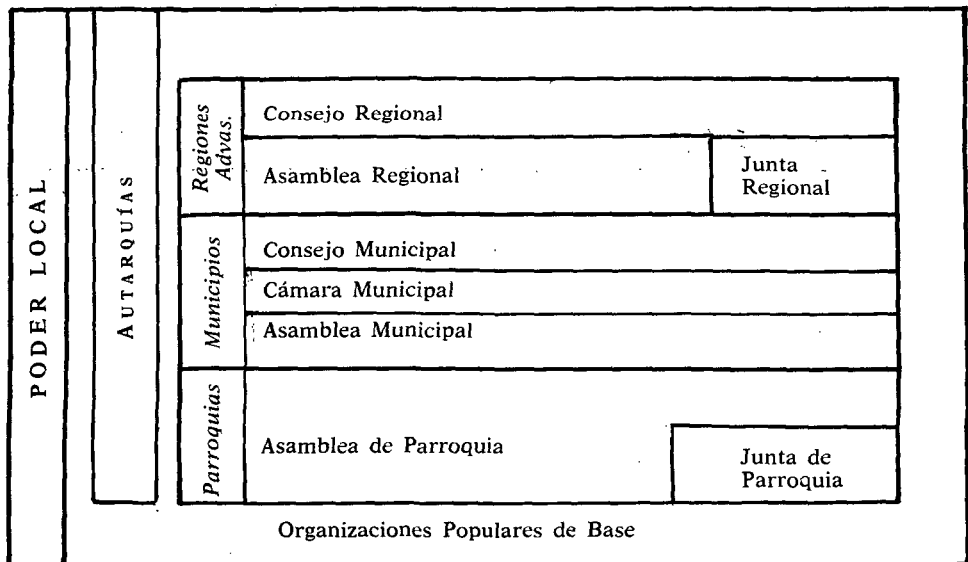 PODER LOCAL
AUTARQUÍAS
Regiones
Advas.
Consejo Regional
Asamblea Regional
Junta
Regional
Municipios
Consejo Municipal
Cámara Municipal
Asamblea Municipal
Parroquias
Asamblea de Parroquia
Junta de
Parroquia
Organizaciones Populares de Base